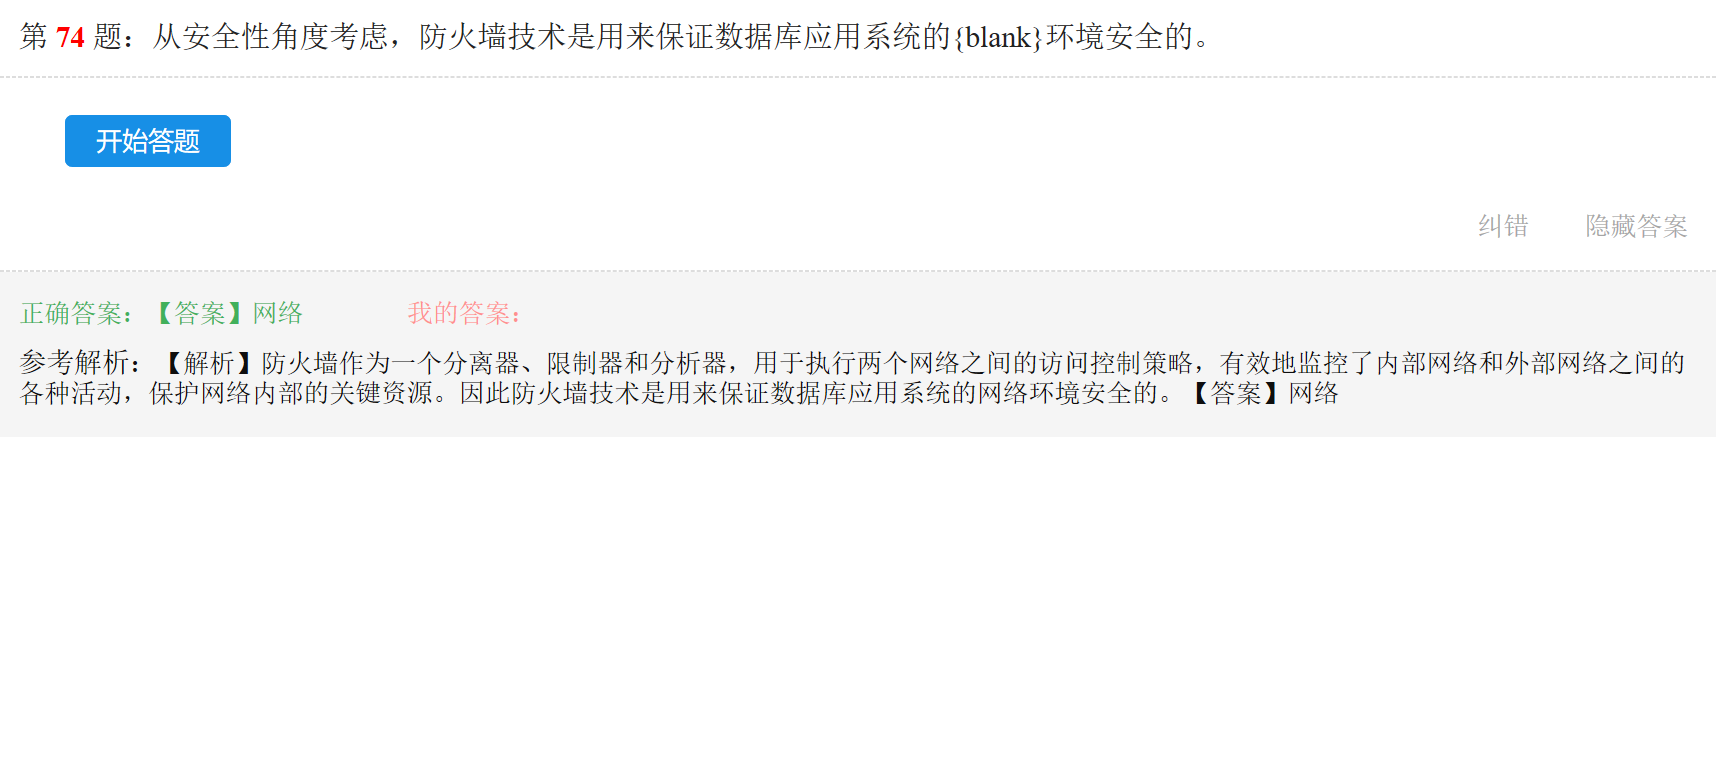 第 74 题：从安全性角度考虑，防火墙技术是用来保证数据库应用系统的{blank}环境安全的。
开始答题
纠错 隐藏答案
正确答案：【答案】网络 我的答案：
参考解析：【解析】防火墙作为一个分离器、限制器和分析器，用于执行两个网络之间的访问控制策略，有效地监控了内部网络和外部网络之间的
各种活动，保护网络内部的关键资源。因此防火墙技术是用来保证数据库应用系统的网络环境安全的。【答案】网络